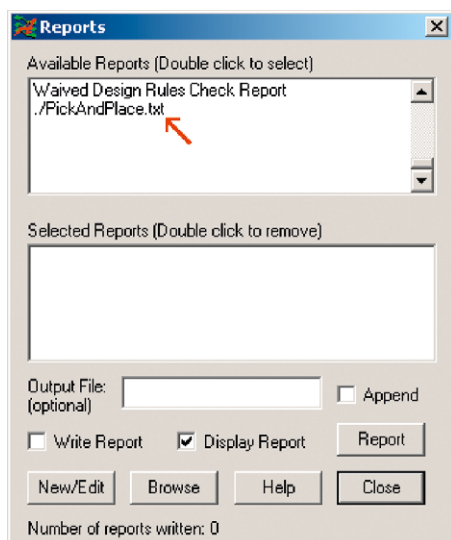 Reports
Available Reports (Double click to select)
Waived Design Rules Check Report
./PickAndPlace.txt
Selected Reports (Double click to remove)
Output File:
(optional)
Append
Write Report
Display Report
Report
New/Edit
Browse
Help
Close
Number of reports written: 0